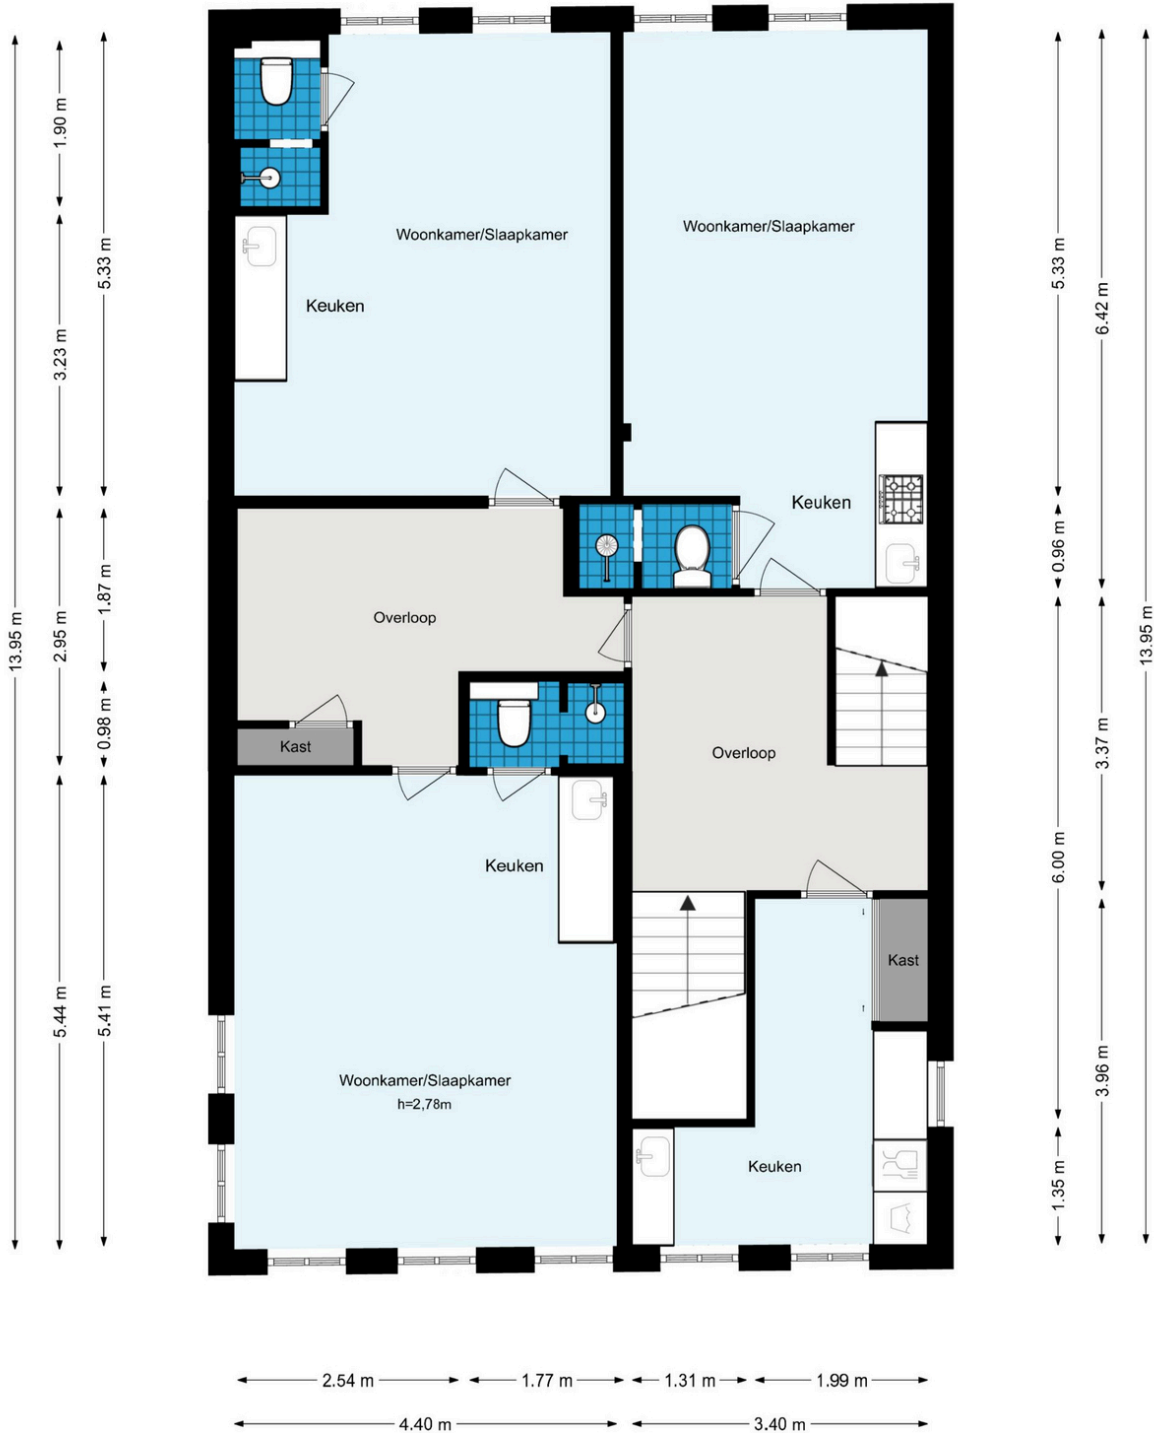 Woonkamer/Slaapkamer
Woonkamer/Slaapkamer
Keuken
Keuken
Overloop
Overloop
Kast
Keuken
Kast
Woonkamer/Slaapkamer
h=2,78m
Keuken
13.95 m
1.90 m
3.23 m
2.95 m
5.44 m
5.33 m
1.87 m
0.98 m
5.41 m
5.33 m
0.96 m
6.00 m
1.35 m
6.42 m
3.37 m
3.96 m
13.95 m
2.54 m
1.77 m
1.31 m
1.99 m
4.40 m
3.40 m